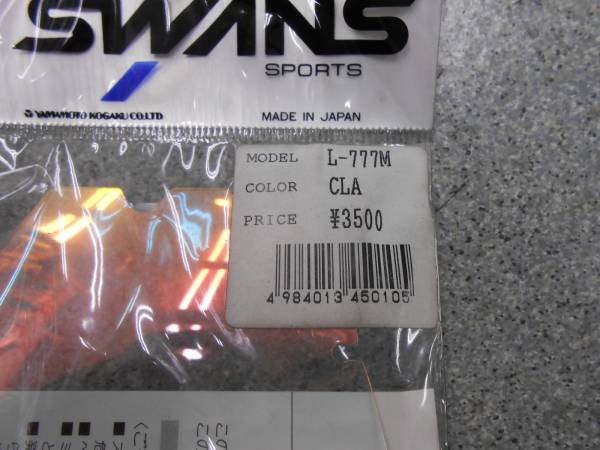 SWANS
SPORTS
YAMAMOTO KOGAKU CO.LTD
MADE IN JAPAN
MODEL L-777M
COLOR CLA
PRICE ¥3500
4 984013 450105